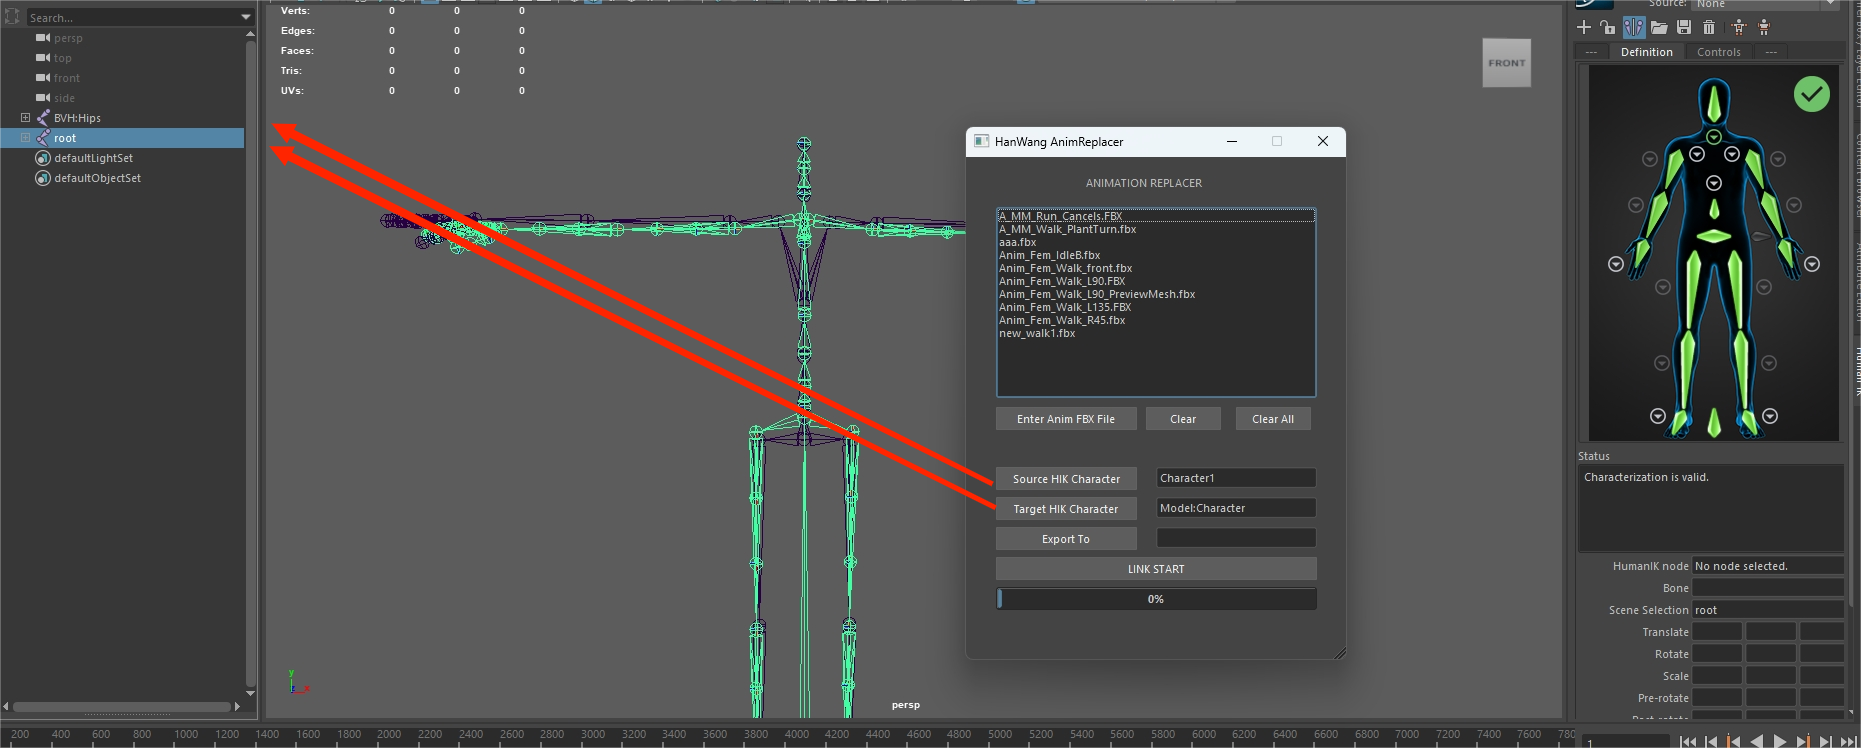 Search...
persp
top
front
side
BVH:Hips
root
defaultLightSet
defaultObjectSet
Verts: 0 0 0
Edges: 0 0 0
Faces: 0 0 0
Tris: 0 0 0
UVs: 0 0 0
FRONT
y
x
persp
HanWang AnimReplacer
ANIMATION REPLACER
A_MM_Run_Cancels.FBX
A_MM_Walk_PlantTurn.fbx
aaa.fbx
Anim_Fem_IdleB.fbx
Anim_Fem_Walk_front.fbx
Anim_Fem_Walk_L90.FBX
Anim_Fem_Walk_L90_PreviewMesh.fbx
Anim_Fem_Walk_L135.FBX
Anim_Fem_Walk_R45.fbx
new_walk1.fbx
Enter Anim FBX File Clear Clear All
Source HIK Character Character1
Target HIK Character Model:Character
Export To
LINK START
0%
Source: None
--- Definition Controls ---
Status
Characterization is valid.
HumanIK node No node selected.
Bone
Scene Selection root
Translate
Rotate
Scale
Pre-rotate
200 400 600 800 1000 1200 1400 1600 1800 2000 2200 2400 2600 2800 3000 3200 3400 3600 3800 4000 4200 4400 4600 4800 5000 5200 5400 5600 5800 6000 6200 6400 6600 6800 7000 7200 7400 7600 780
1